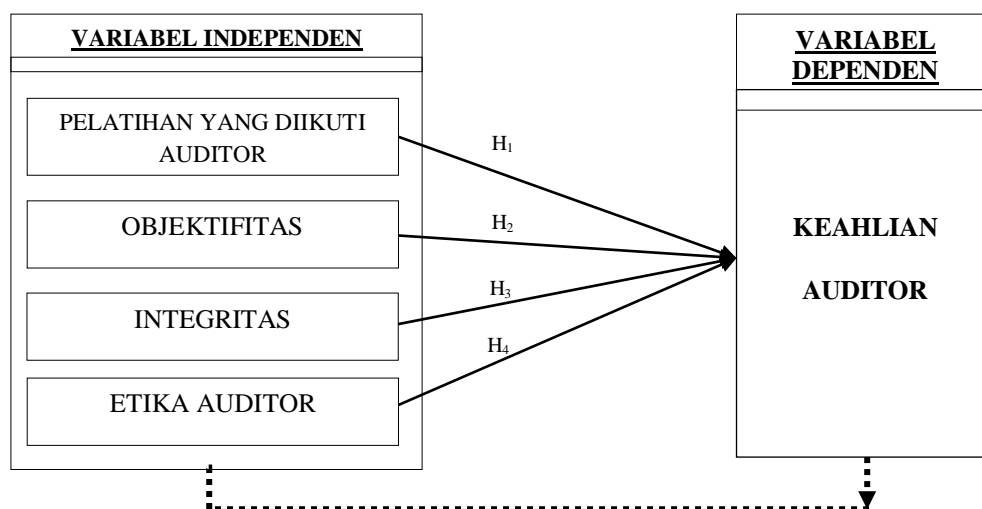 VARIABEL INDEPENDEN
PELATIHAN YANG DIIKUTI
AUDITOR
OBJEKTIFITAS
INTEGRITAS
ETIKA AUDITOR
H₁
H₂
H₃
H₄
VARIABEL
DEPENDEN
KEAHLIAN
AUDITOR